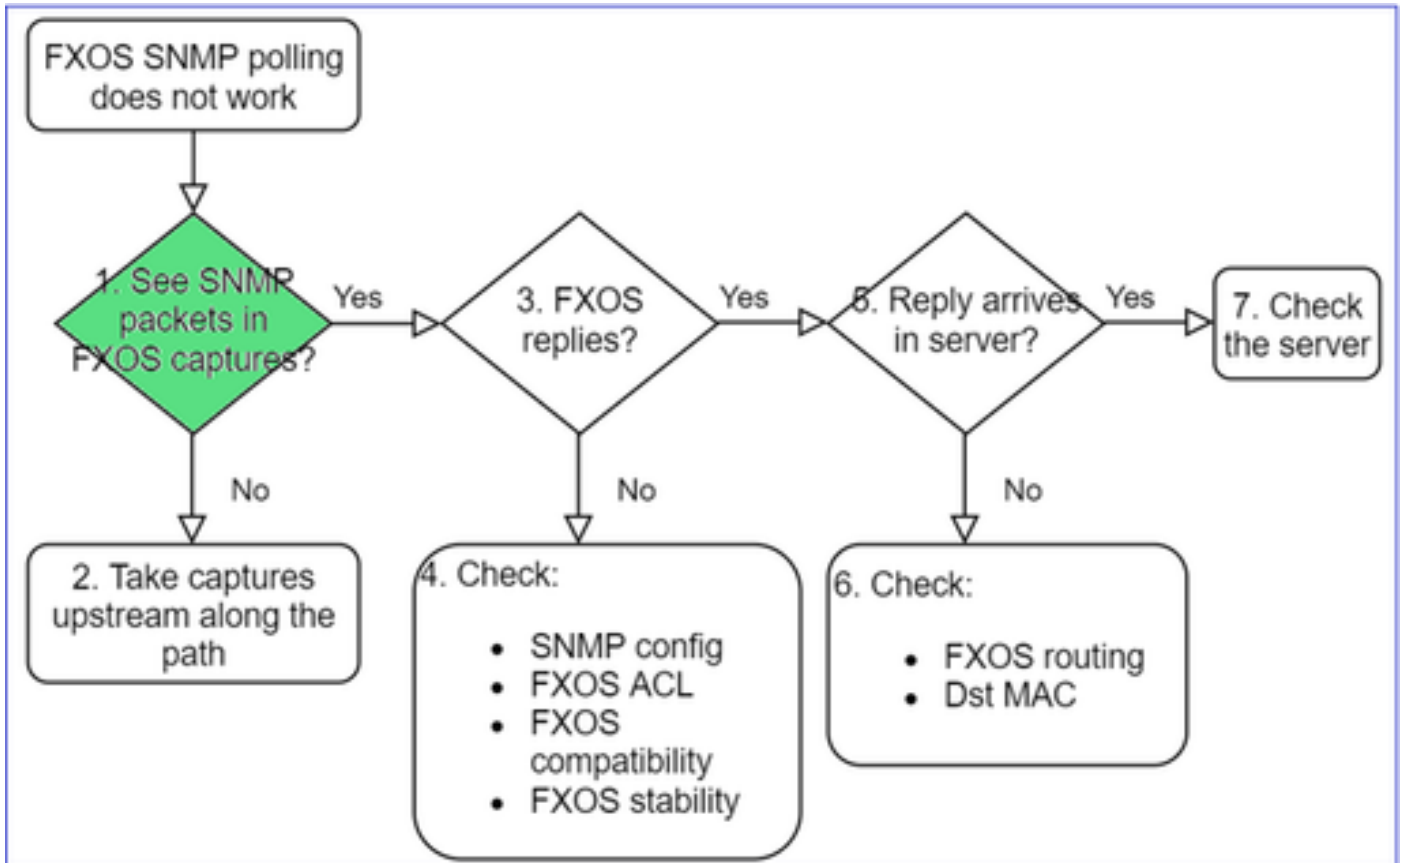 FXOS SNMP polling
does not work
1. See SNMP
packets in
FXOS captures?
Yes
3. FXOS
replies?
Yes
5. Reply arrives
in server?
Yes
7. Check
the server
No
No
No
2. Take captures
upstream along the
path
4. Check:
• SNMP config
• FXOS ACL
• FXOS
compatibility
• FXOS stability
6. Check:
• FXOS routing
• Dst MAC